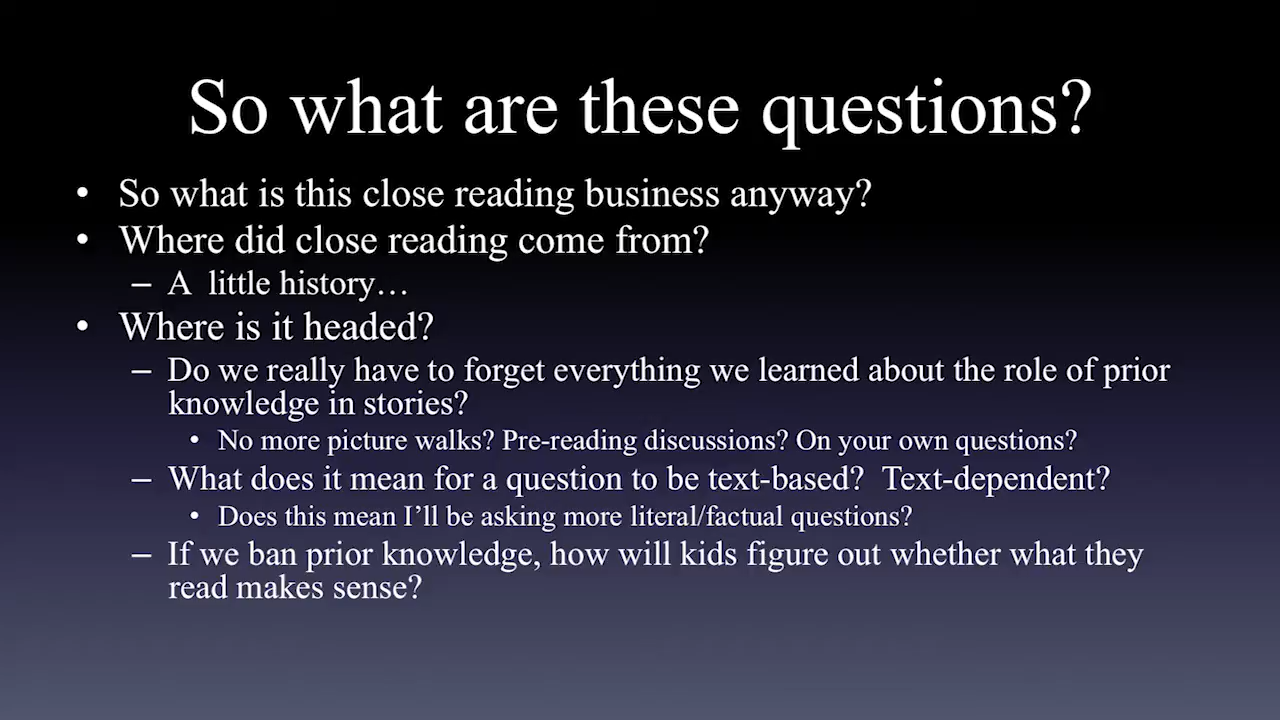 So what are these questions?
• So what is this close reading business anyway?
• Where did close reading come from?
– A  little history…
• Where is it headed?
– Do we really have to forget everything we learned about the role of prior
knowledge in stories?
• No more picture walks? Pre-reading discussions? On your own questions?
– What does it mean for a question to be text-based?  Text-dependent?
• Does this mean I’ll be asking more literal/factual questions?
– If we ban prior knowledge, how will kids figure out whether what they
read makes sense?